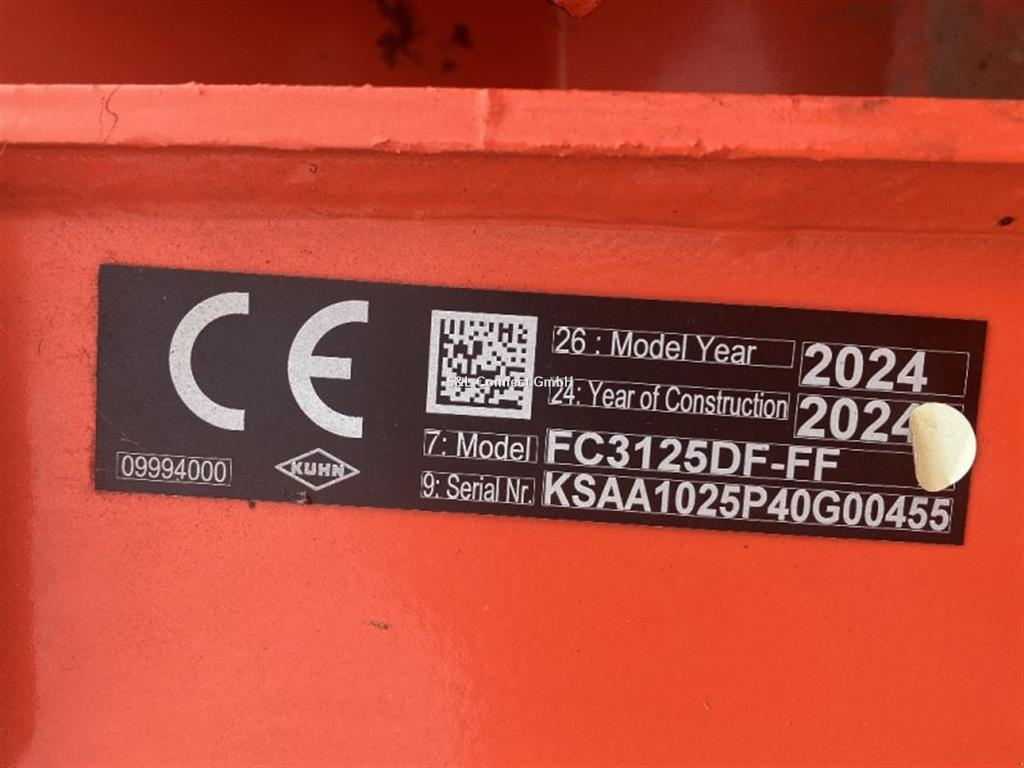 CE
26 : Model Year 2024
S&L Connect GmbH
24: Year of Construction 2024
7: Model FC3125DF-FF
09994000
KUHN
9: Serial Nr. KSAA1025P40G00455